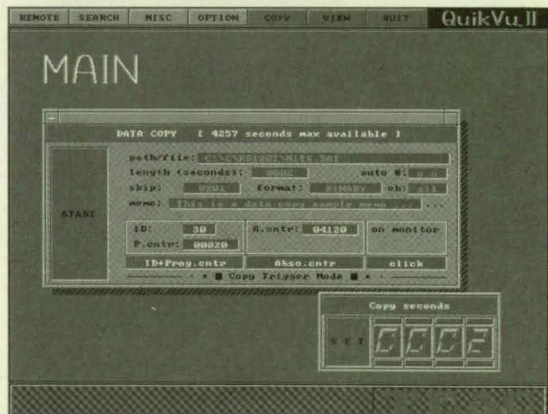 REMOTE SEARCH MISC OPTION COPY VIEW QUIT QuikVu II
MAIN
DATA COPY [ 4257 seconds max available ]
path/file:
length (seconds): auto #:
skip: 0201 format: BINARY ch: all
memo: This is a data copy sample memo ...
START
ID: 30 A.cntr: 04120 on monitor
P.cntr: 00020
ID+Prog.cntr Abso.cntr click
Copy Trigger Mode
Copy seconds
SET